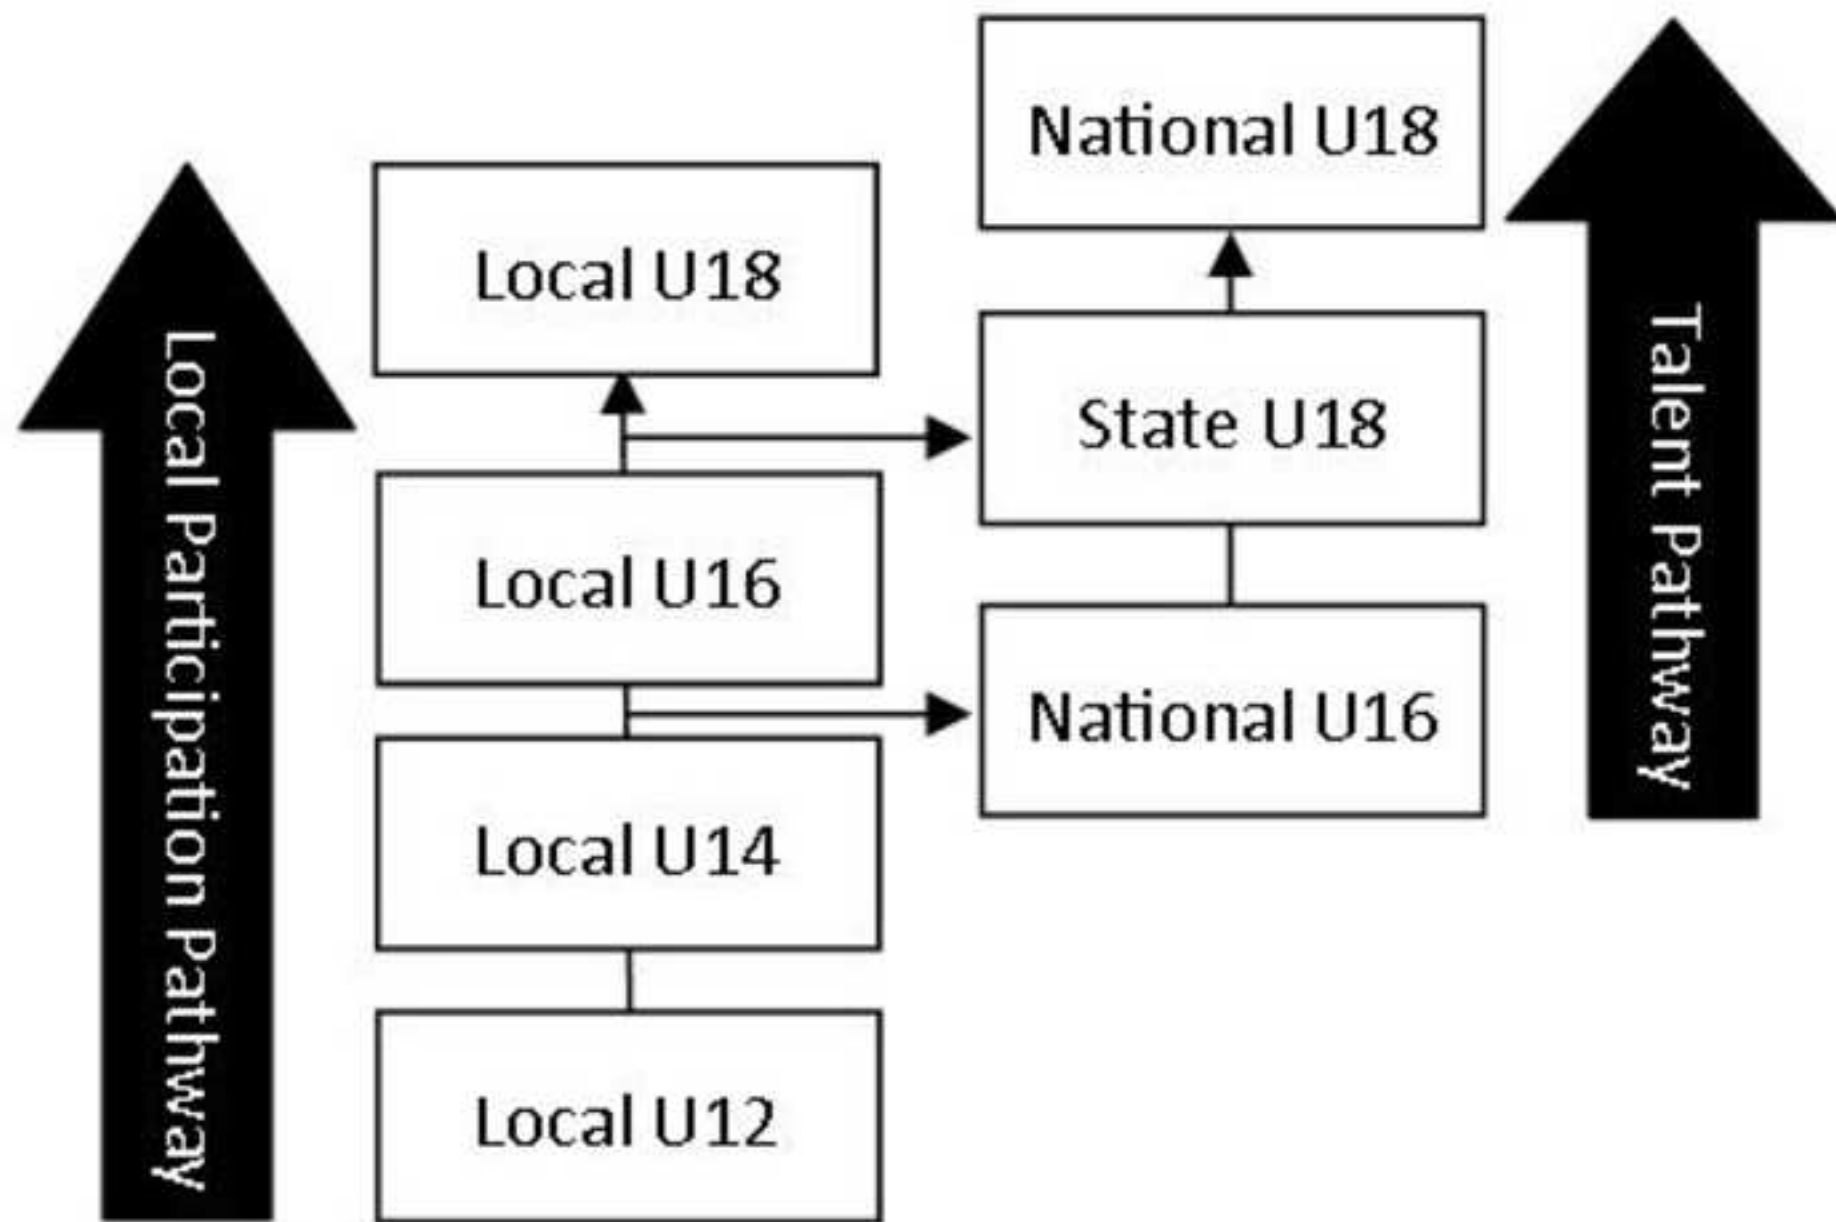 Local Participation Pathway
Local U18
Local U16
Local U14
Local U12
National U18
State U18
National U16
Talent Pathway